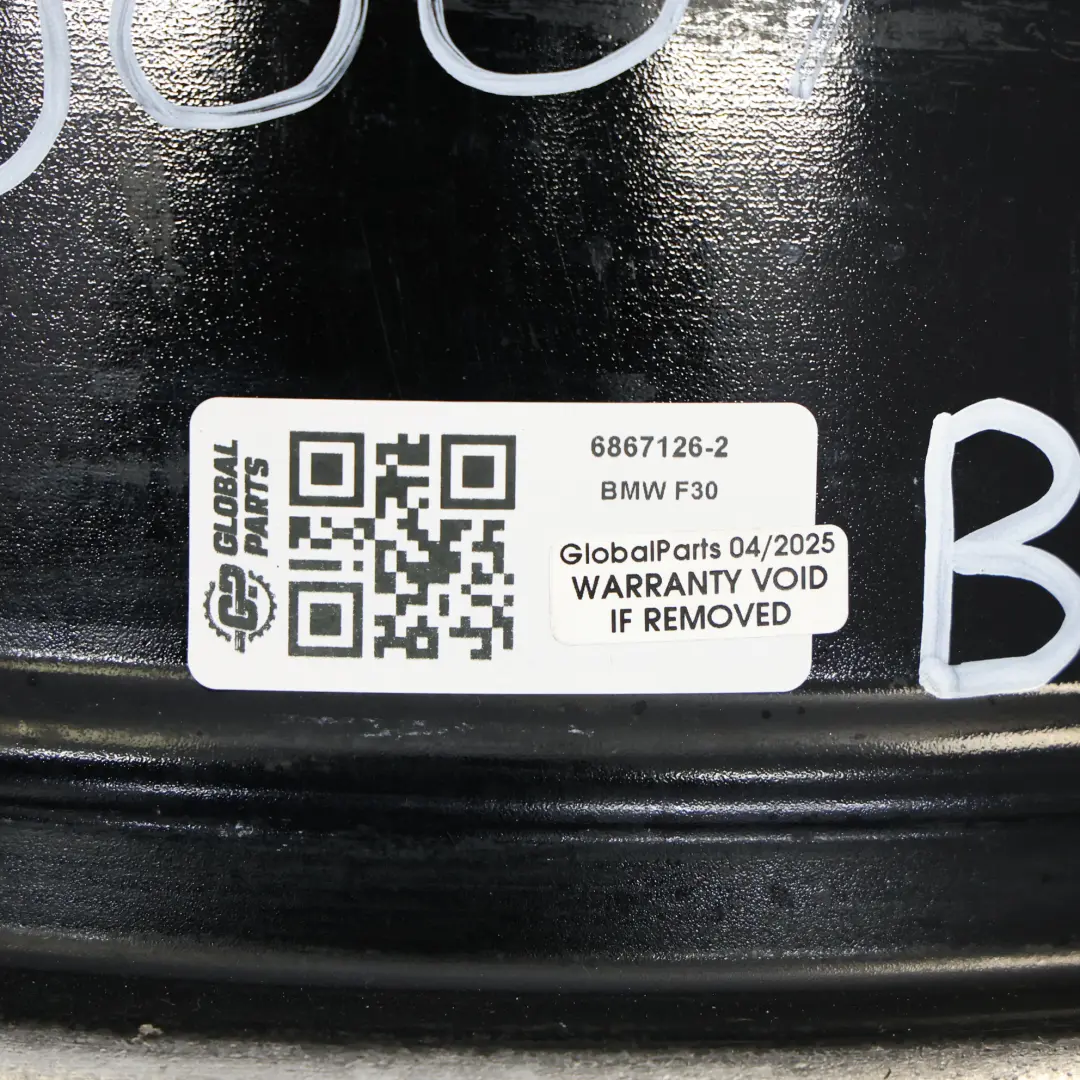 GLOBAL
PARTS
6867126-2
BMW F30
GlobalParts 04/2025
WARRANTY VOID
IF REMOVED
B